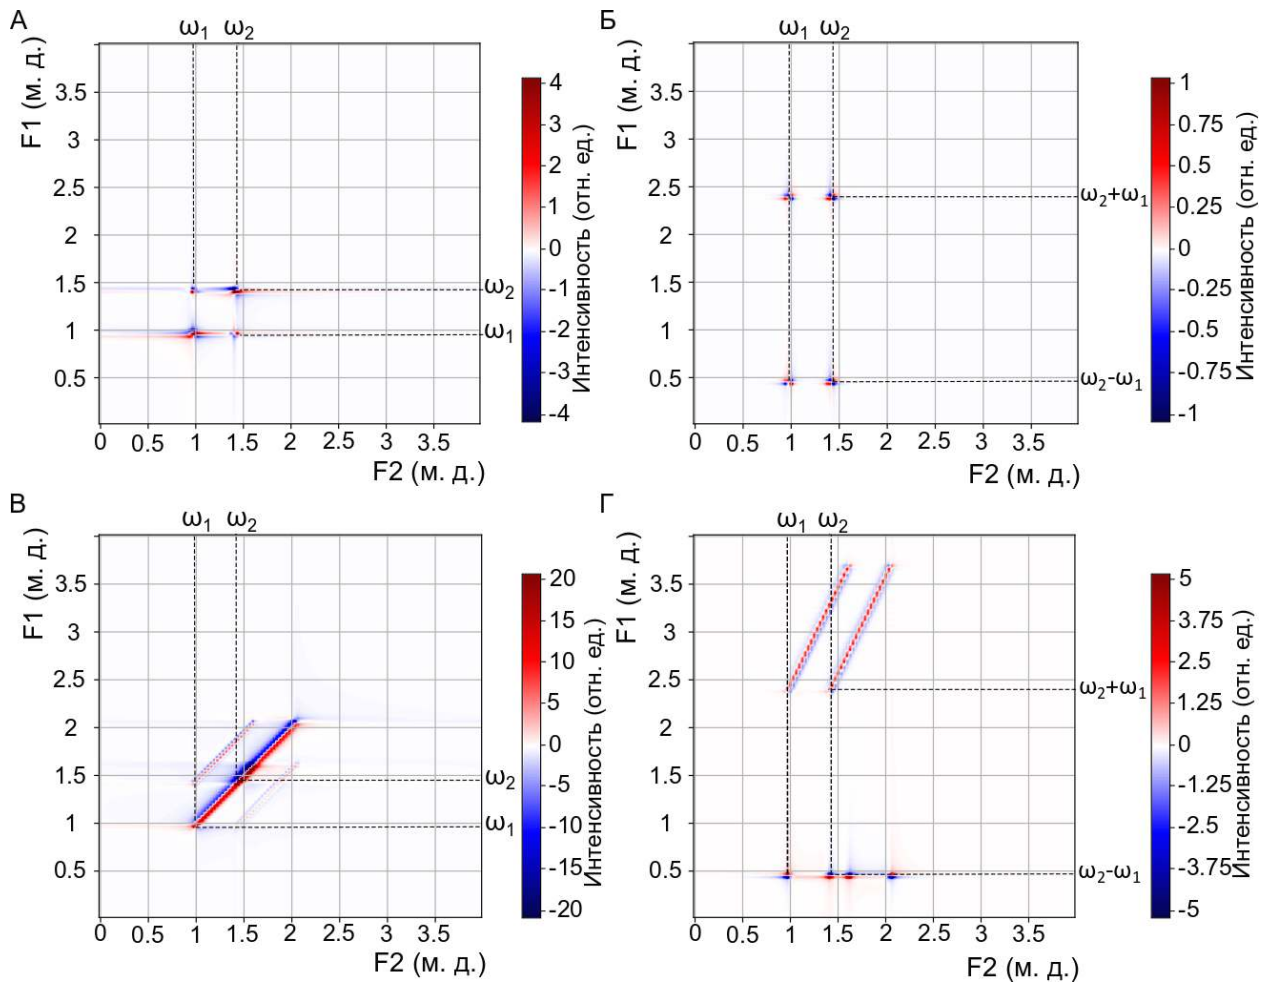 А
ω1 ω2
F1 (м. д.)
3.5
3
2.5
2
1.5
1
0.5
0 0.5 1 1.5 2 2.5 3 3.5
F2 (м. д.)
ω2
ω1
4
3
2
1
0
-1
-2
-3
-4
Интенсивность (отн. ед.)
Б
ω1 ω2
F1 (м. д.)
3.5
3
2.5
2
1.5
1
0.5
0 0.5 1 1.5 2 2.5 3 3.5
F2 (м. д.)
ω2+ω1
ω2-ω1
1
0.75
0.5
0.25
0
-0.25
-0.5
-0.75
-1
Интенсивность (отн. ед.)
В
ω1 ω2
F1 (м. д.)
3.5
3
2.5
2
1.5
1
0.5
0 0.5 1 1.5 2 2.5 3 3.5
F2 (м. д.)
ω2
ω1
20
15
10
5
0
-5
-10
-15
-20
Интенсивность (отн. ед.)
Г
ω1 ω2
F1 (м. д.)
3.5
3
2.5
2
1.5
1
0.5
0 0.5 1 1.5 2 2.5 3 3.5
F2 (м. д.)
ω2+ω1
ω2-ω1
5
3.75
2.5
1.25
0
-1.25
-2.5
-3.75
-5
Интенсивность (отн. ед.)